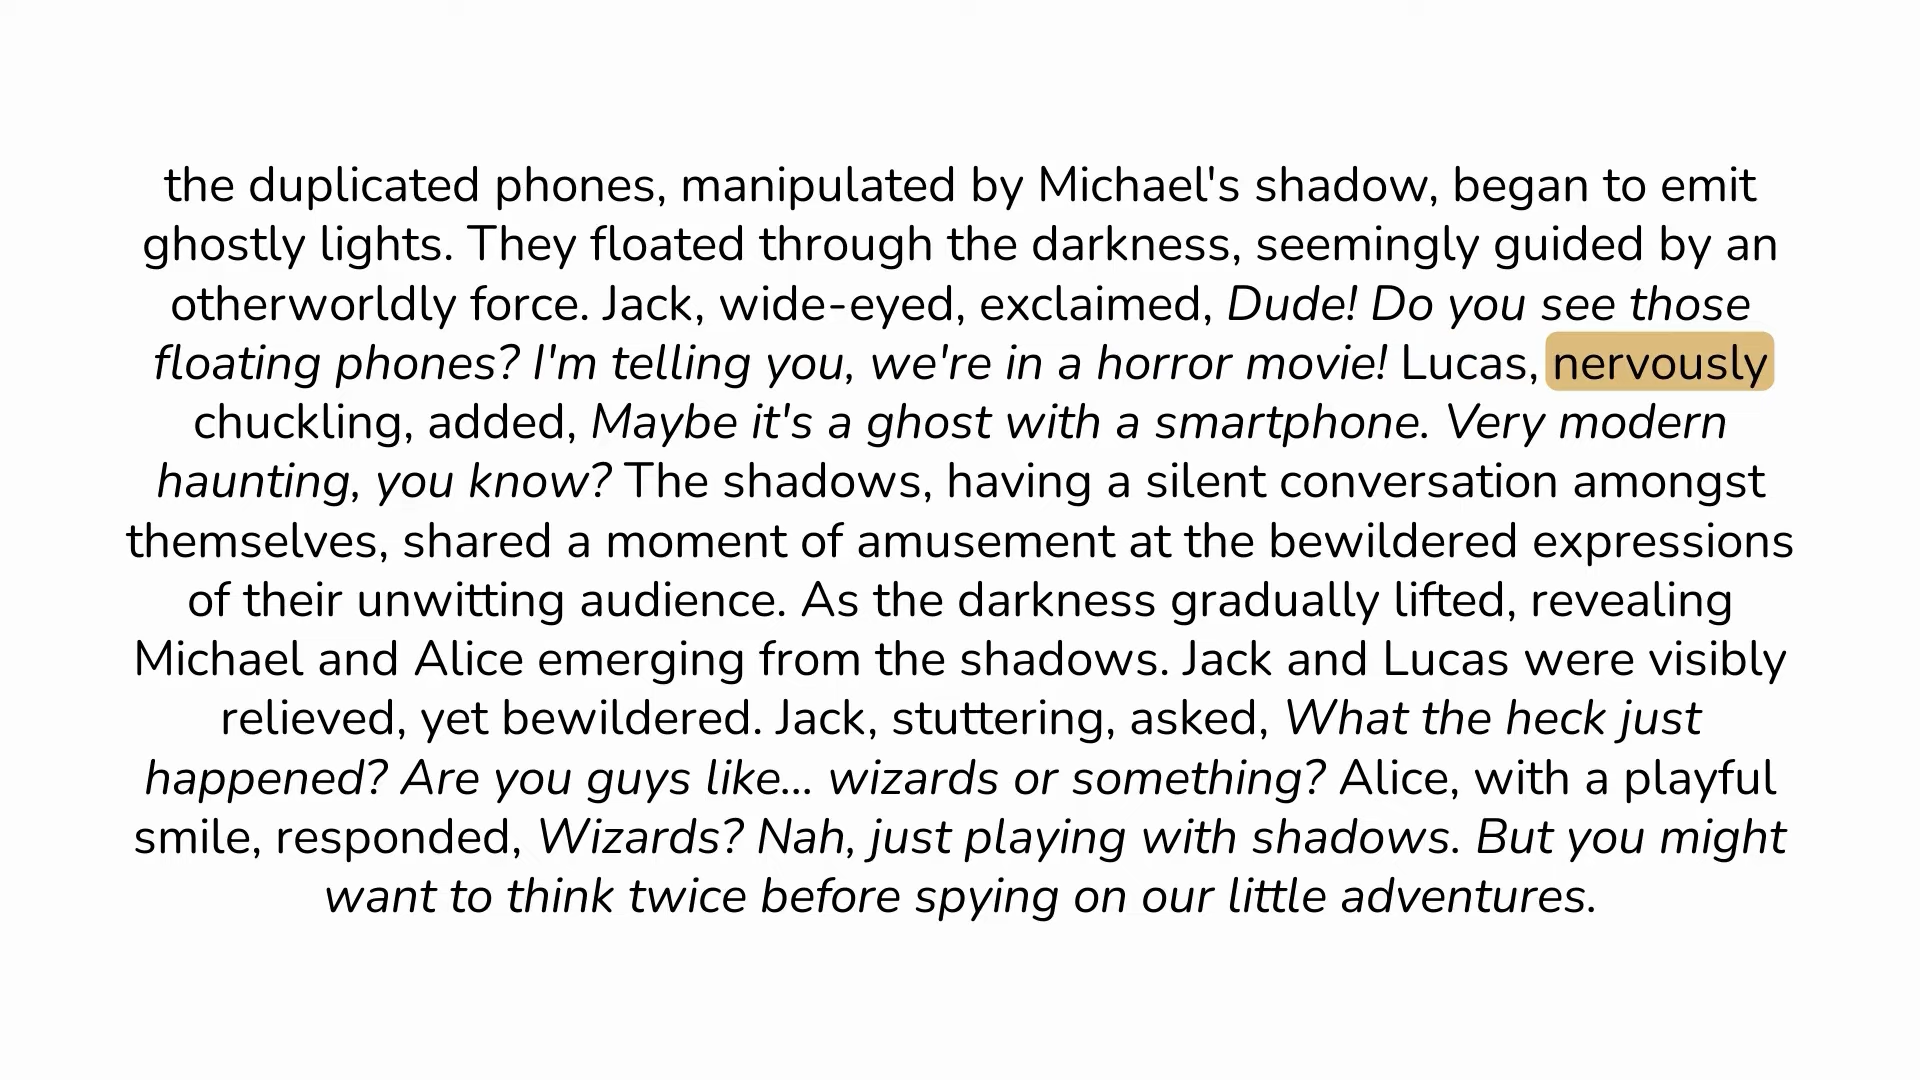 the duplicated phones, manipulated by Michael's shadow, began to emit
ghostly lights. They floated through the darkness, seemingly guided by an
otherworldly force. Jack, wide-eyed, exclaimed, Dude! Do you see those
floating phones? I'm telling you, we're in a horror movie! Lucas, nervously
chuckling, added, Maybe it's a ghost with a smartphone. Very modern
haunting, you know? The shadows, having a silent conversation amongst
themselves, shared a moment of amusement at the bewildered expressions
of their unwitting audience. As the darkness gradually lifted, revealing
Michael and Alice emerging from the shadows. Jack and Lucas were visibly
relieved, yet bewildered. Jack, stuttering, asked, What the heck just
happened? Are you guys like... wizards or something? Alice, with a playful
smile, responded, Wizards? Nah, just playing with shadows. But you might
want to think twice before spying on our little adventures.